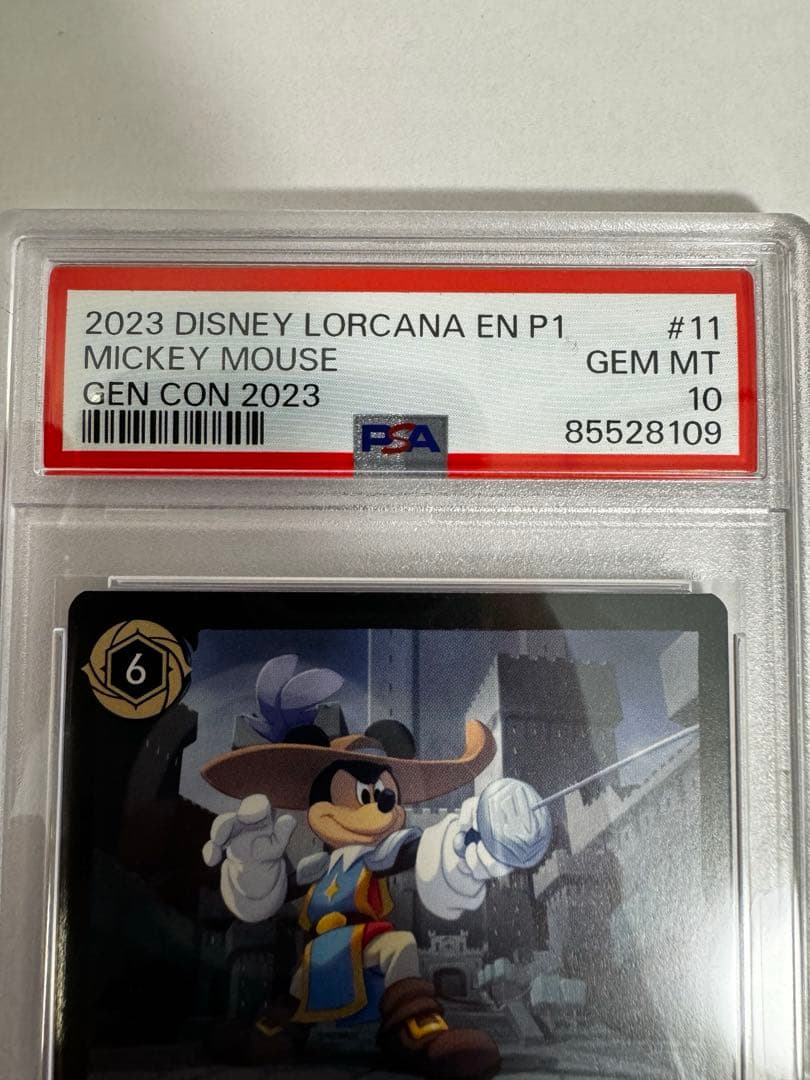 2023 DISNEY LORCANA EN P1 #11
MICKEY MOUSE GEM MT
GEN CON 2023 10
PSA 85528109
6